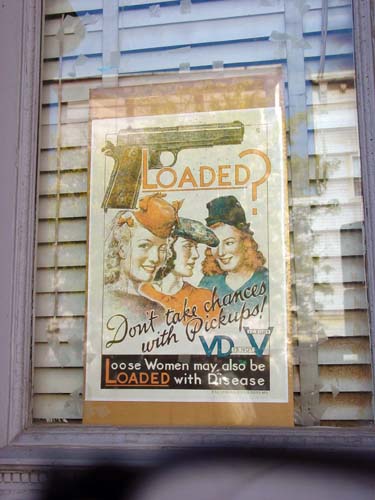 LOADED?
Don't take chances
with Pickups!
VD
V
Loose Women may also be
LOADED with Disease